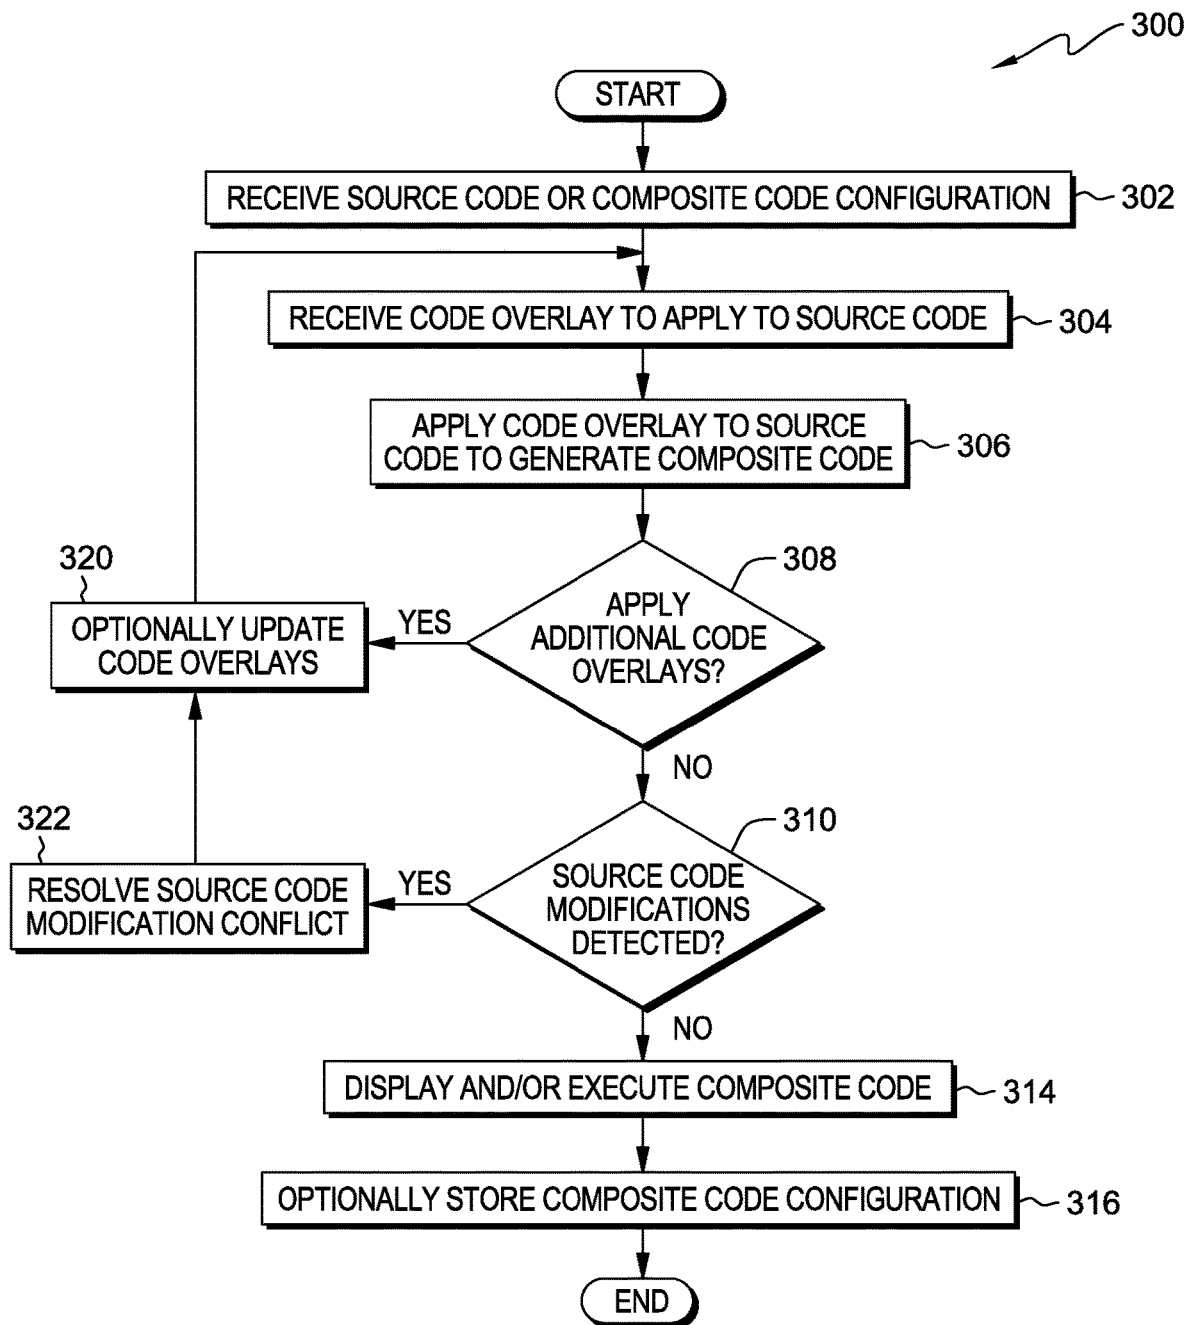 300
START
RECEIVE SOURCE CODE OR COMPOSITE CODE CONFIGURATION
302
RECEIVE CODE OVERLAY TO APPLY TO SOURCE CODE
304
APPLY CODE OVERLAY TO SOURCE
CODE TO GENERATE COMPOSITE CODE
306
308
APPLY
ADDITIONAL CODE
OVERLAYS?
YES
320
OPTIONALLY UPDATE
CODE OVERLAYS
NO
310
SOURCE CODE
MODIFICATIONS
DETECTED?
YES
322
RESOLVE SOURCE CODE
MODIFICATION CONFLICT
NO
DISPLAY AND/OR EXECUTE COMPOSITE CODE
314
OPTIONALLY STORE COMPOSITE CODE CONFIGURATION
316
END